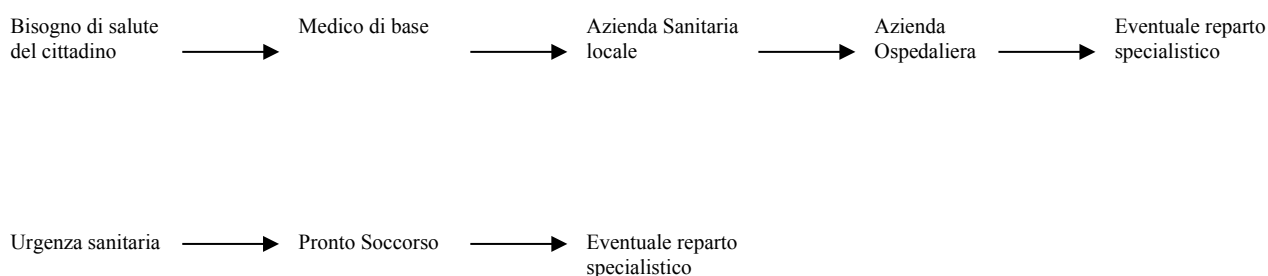 Bisogno di salute
del cittadino
Medico di base
Azienda Sanitaria
locale
Azienda
Ospedaliera
Eventuale reparto
specialistico
Urgenza sanitaria
Pronto Soccorso
Eventuale reparto
specialistico